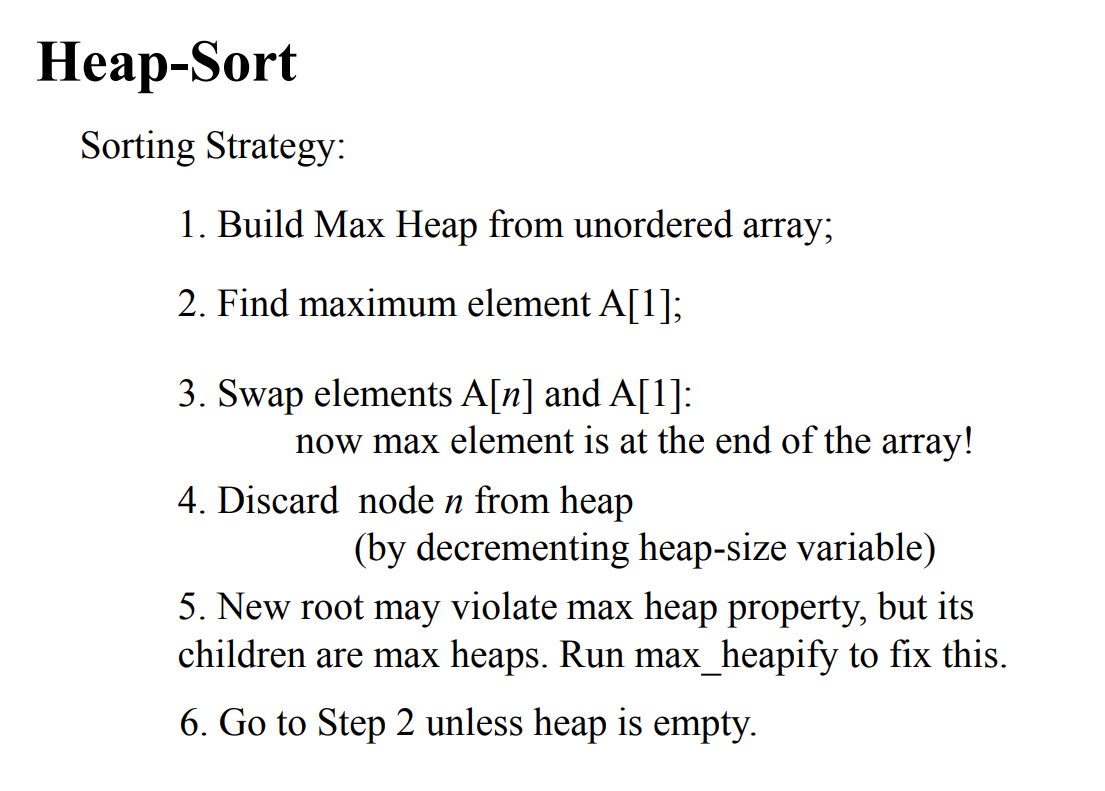 Heap-Sort
Sorting Strategy:
1. Build Max Heap from unordered array;
2. Find maximum element A[1];
3. Swap elements A[n] and A[1]:
now max element is at the end of the array!
4. Discard  node n from heap
(by decrementing heap-size variable)
5. New root may violate max heap property, but its
children are max heaps. Run max_heapify to fix this.
6. Go to Step 2 unless heap is empty.